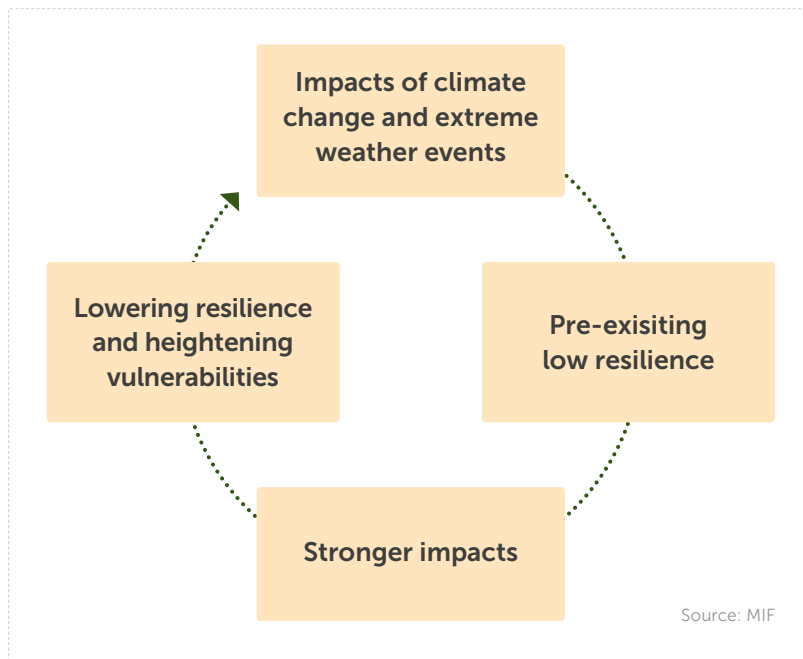 Impacts of climate
change and extreme
weather events
Pre-exisiting
low resilience
Stronger impacts
Lowering resilience
and heightening
vulnerabilities
Source: MIF